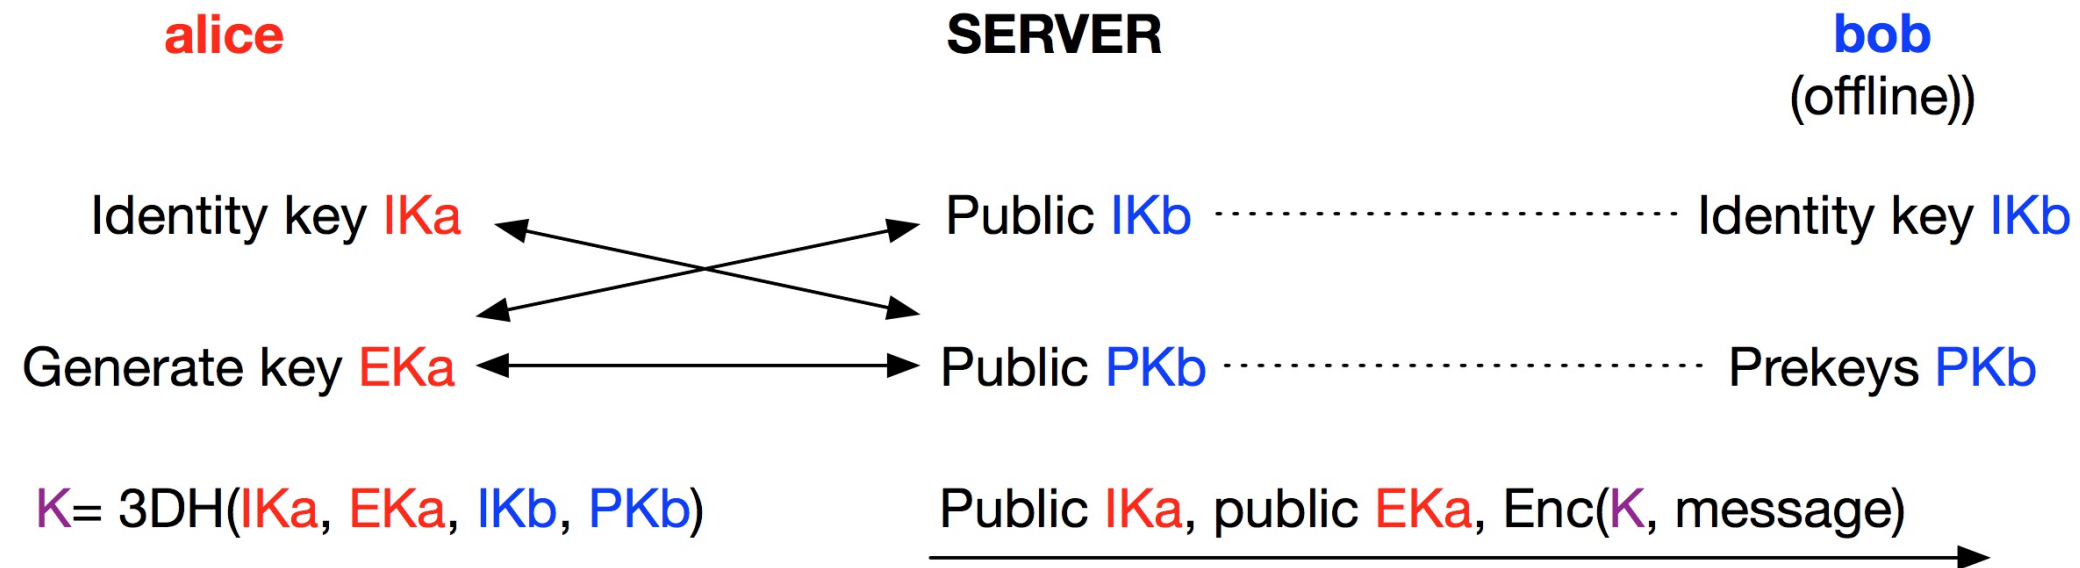 alice SERVER bob
(offline))
Identity key IKa Public IKb Identity key IKb
Generate key EKa Public PKb Prekeys PKb
K= 3DH(IKa, EKa, IKb, PKb) Public IKa, public EKa, Enc(K, message)